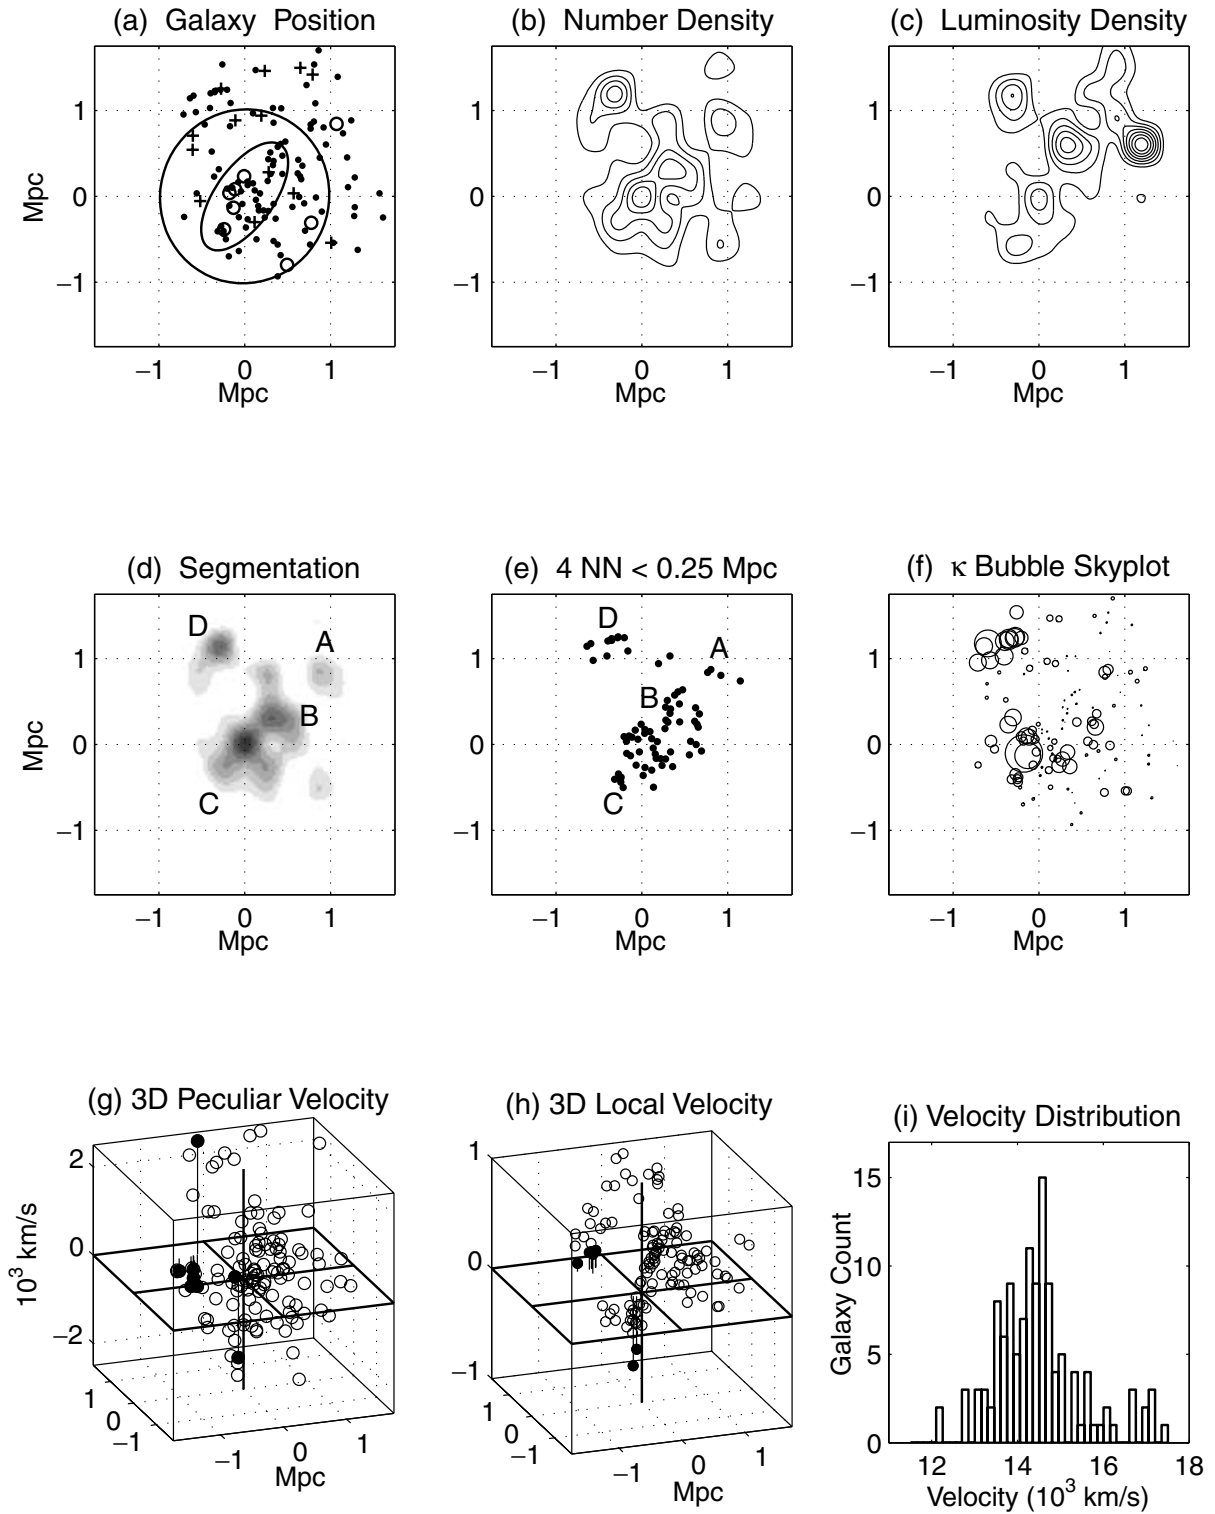 (a) Galaxy Position
(b) Number Density
(c) Luminosity Density
Mpc
1
0
−1
−1 0 1
Mpc
1
0
−1
−1 0 1
Mpc
1
0
−1
−1 0 1
Mpc
(d) Segmentation
(e) 4 NN < 0.25 Mpc
(f) κ Bubble Skyplot
Mpc
1
0
−1
D
A
B
C
−1 0 1
Mpc
1
0
−1
D
A
B
C
−1 0 1
Mpc
1
0
−1
−1 0 1
Mpc
(g) 3D Peculiar Velocity
(h) 3D Local Velocity
(i) Velocity Distribution
10³ km/s
2
0
−2
1
0
−1
−1
0
1
Mpc
1
0
−1
1
0
−1
−1
0
1
Mpc
Galaxy Count
15
10
5
0
12 14 16 18
Velocity (10³ km/s)